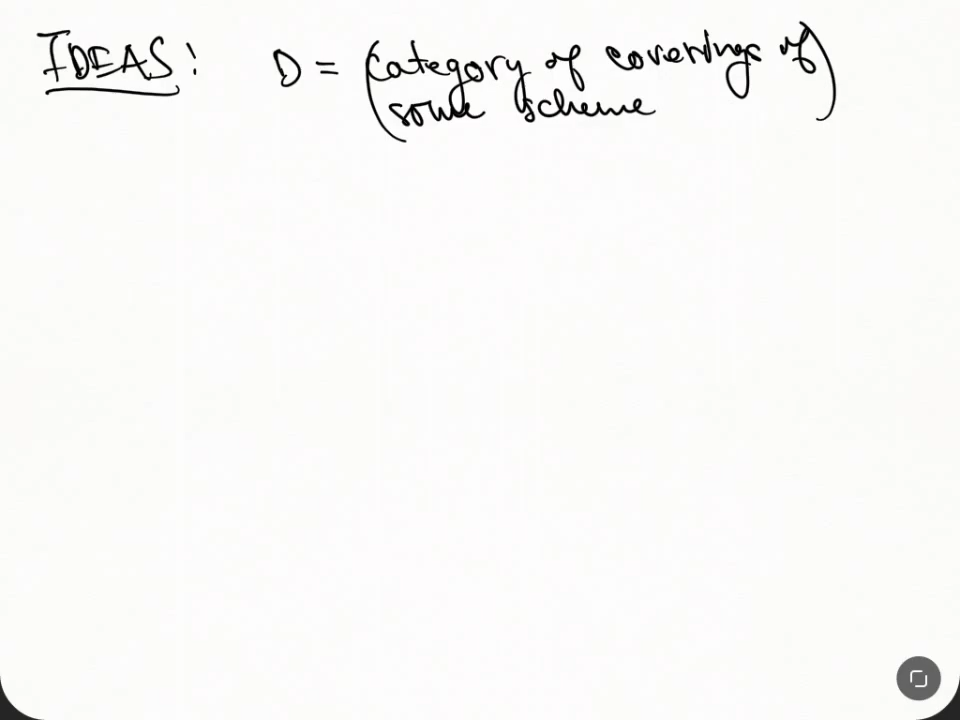 IDEAS: D = (category of coverings of
some scheme)